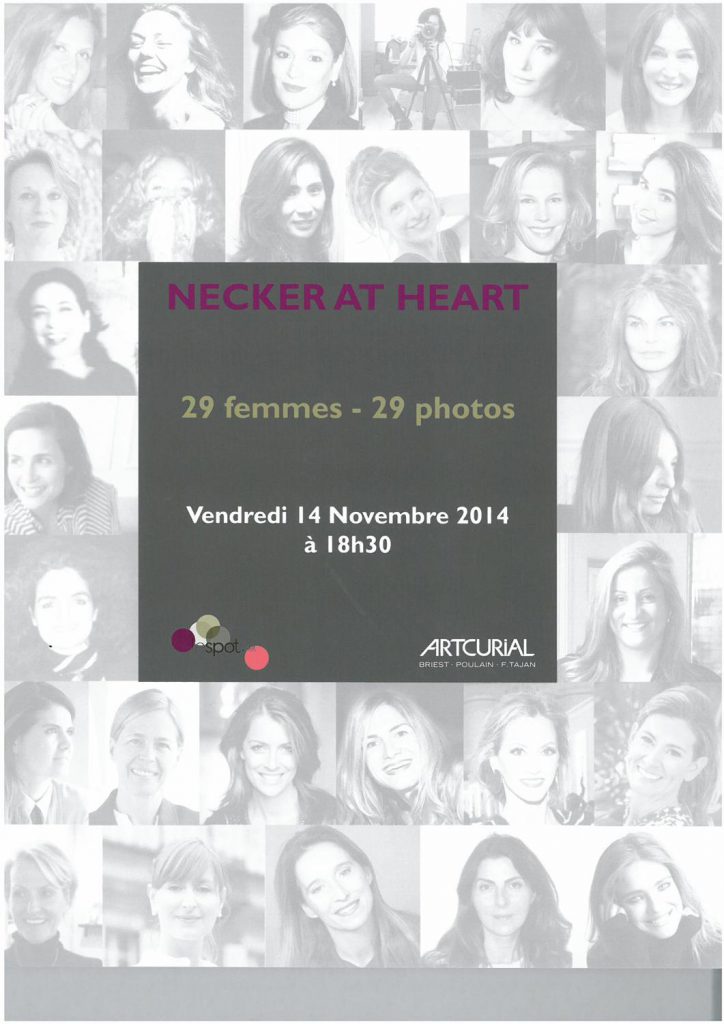 NECKER AT HEART
29 femmes - 29 photos
Vendredi 14 Novembre 2014
à 18h30
spot.
ARTCURIAL
BRIEST · POULAIN · F.TAJAN